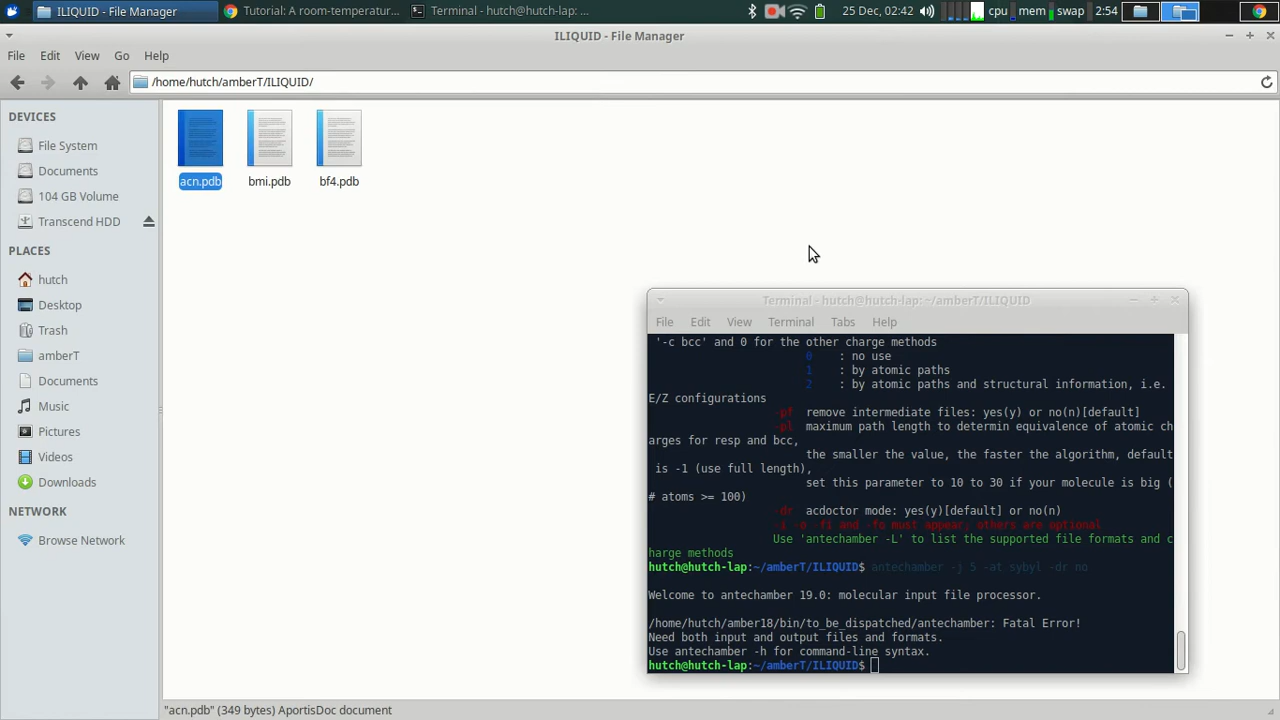 ILIQUID - File Manager
Tutorial: A room-temperatur...
Terminal - hutch@hutch-lap: ...
25 Dec, 02:42
cpu
mem
swap
2:54
ILIQUID - File Manager
File Edit View Go Help
/home/hutch/amberT/ILIQUID/
DEVICES
File System
Documents
104 GB Volume
Transcend HDD
PLACES
hutch
Desktop
Trash
amberT
Documents
Music
Pictures
Videos
Downloads
NETWORK
Browse Network
acn.pdb
bmi.pdb
bf4.pdb
Terminal - hutch@hutch-lap: ~/amberT/ILIQUID
File Edit View Terminal Tabs Help
'-c bcc' and 0 for the other charge methods
0 : no use
1 : by atomic paths
2 : by atomic paths and structural information, i.e.
E/Z configurations
-pf remove intermediate files: yes(y) or no(n)[default]
-pl maximum path length to determin equivalence of atomic ch
arges for resp and bcc,
the smaller the value, the faster the algorithm, default
is -1 (use full length),
set this parameter to 10 to 30 if your molecule is big (
# atoms >= 100)
-dr acdoctor mode: yes(y)[default] or no(n)
-i -o -fi and -fo must appear; others are optional
Use 'antechamber -L' to list the supported file formats and c
harge methods
hutch@hutch-lap:~/amberT/ILIQUID$ antechamber -j 5 -at sybyl -dr no
Welcome to antechamber 19.0: molecular input file processor.
/home/hutch/amber18/bin/to_be_dispatched/antechamber: Fatal Error!
Need both input and output files and formats.
Use antechamber -h for command-line syntax.
hutch@hutch-lap:~/amberT/ILIQUID$
"acn.pdb" (349 bytes) AportisDoc document